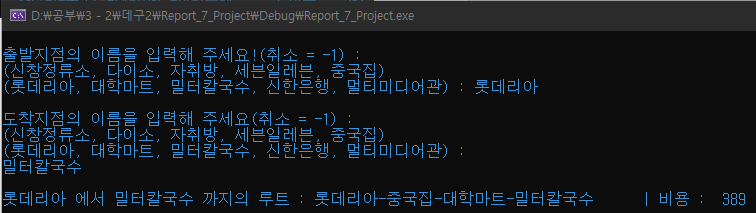 D:₩공부₩3 - 2₩데구2₩Report_7_Project₩Debug₩Report_7_Project.exe
출발지점의 이름을 입력해 주세요!(취소 = -1) :
(신창정류소, 다이소, 자취방, 세븐일레븐, 중국집)
(롯데리아, 대학마트, 밀터칼국수, 신한은행, 멀티미디어관) : 롯데리아
도착지점의 이름을 입력해 주세요(취소 = -1) :
(신창정류소, 다이소, 자취방, 세븐일레븐, 중국집)
(롯데리아, 대학마트, 밀터칼국수, 신한은행, 멀티미디어관) :
밀터칼국수
롯데리아 에서 밀터칼국수 까지의 루트 : 롯데리아-중국집-대학마트-밀터칼국수 | 비용 : 389